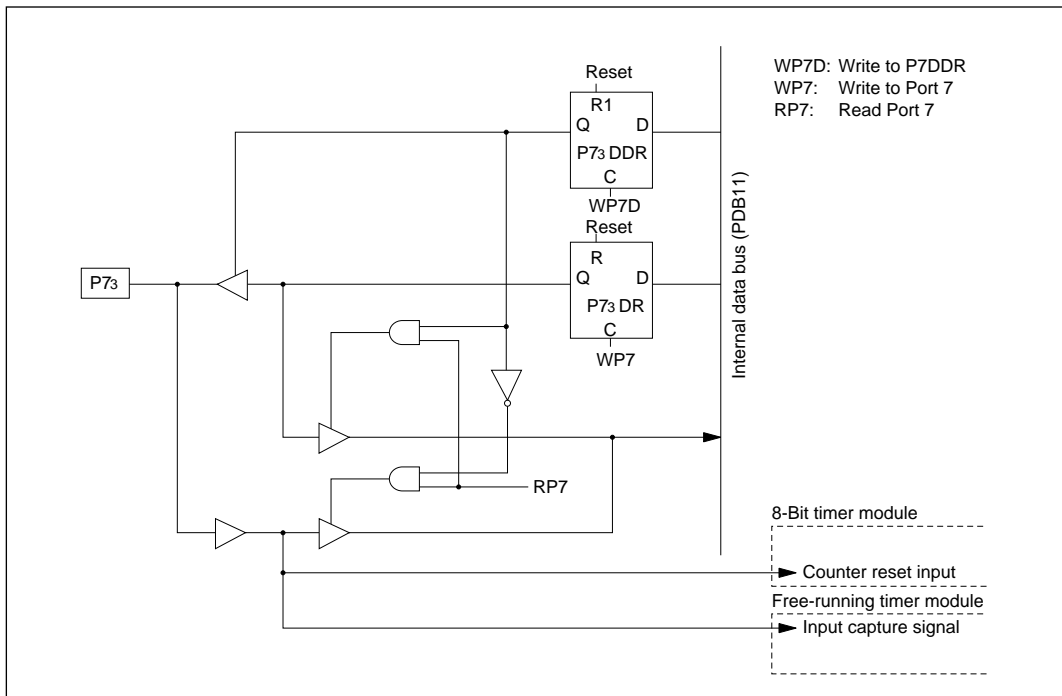 WP7D: Write to P7DDR
WP7: Write to Port 7
RP7: Read Port 7
Reset
R1
Q D
P73 DDR
C
WP7D
Reset
R
Q D
P73 DR
C
WP7
P73
Internal data bus (PDB11)
RP7
8-Bit timer module
Counter reset input
Free-running timer module
Input capture signal